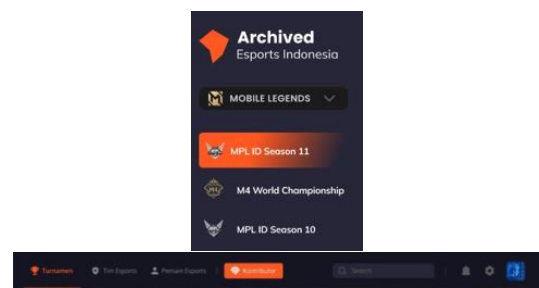 Archived
Esports Indonesia
MOBILE LEGENDS
MPL ID Season 11
M4 World Championship
MPL ID Season 10
Turnamen Tim Esports Pemain Esports Kontributor Search